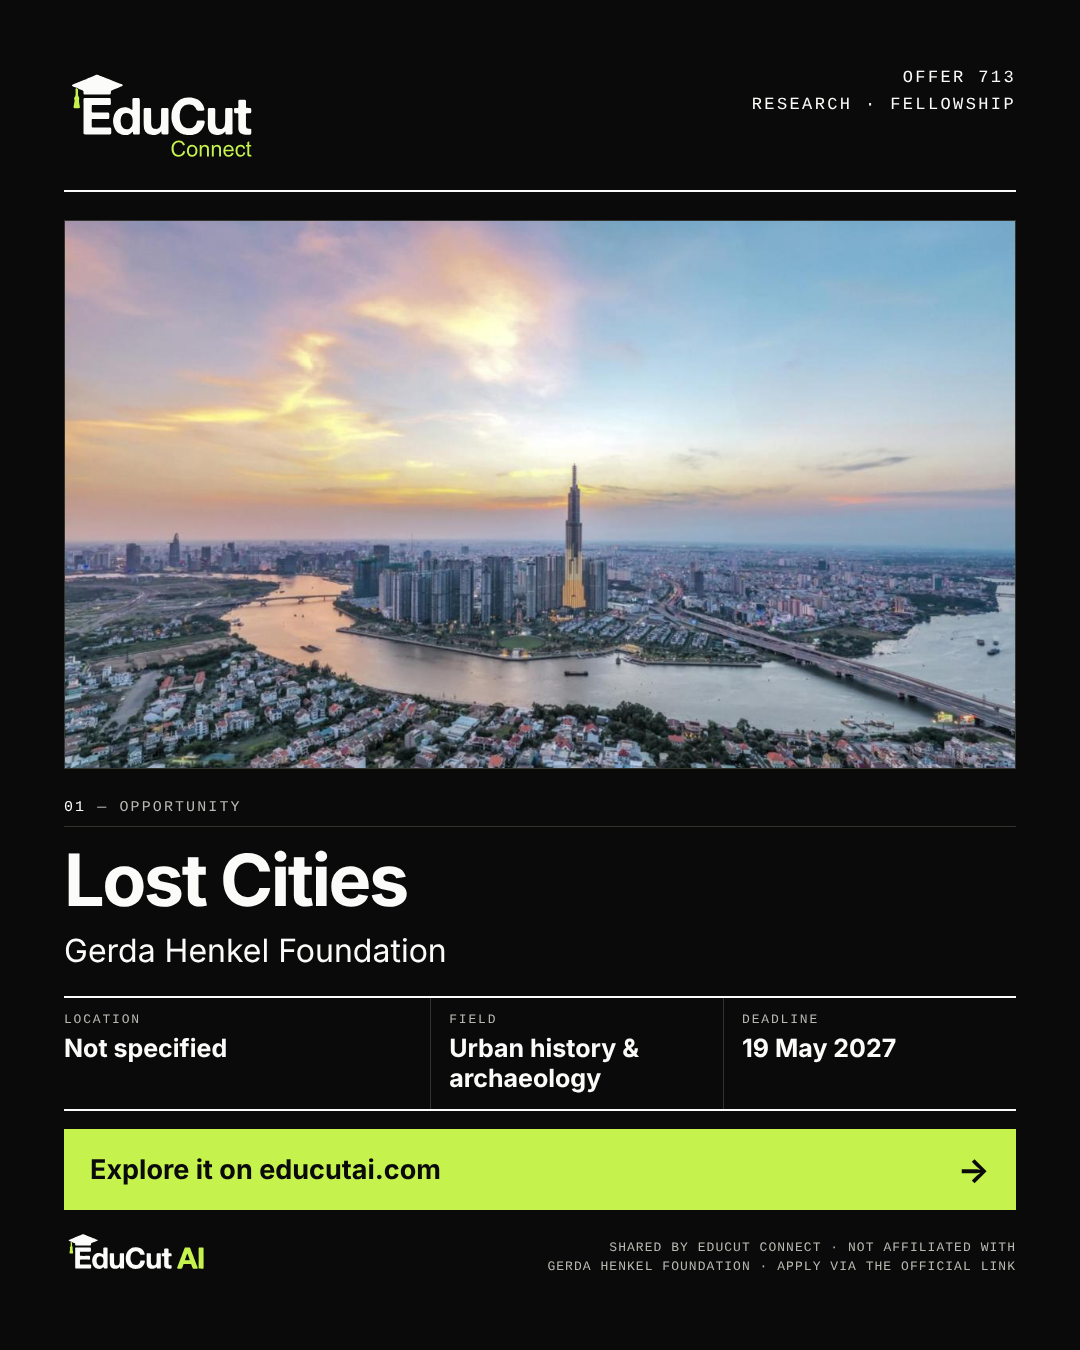 EduCut
Connect
OFFER 713
RESEARCH · FELLOWSHIP
01 — OPPORTUNITY
Lost Cities
Gerda Henkel Foundation
LOCATION
Not specified
FIELD
Urban history &
archaeology
DEADLINE
19 May 2027
Explore it on educutai.com →
EduCut AI
SHARED BY EDUCUT CONNECT · NOT AFFILIATED WITH
GERDA HENKEL FOUNDATION · APPLY VIA THE OFFICIAL LINK